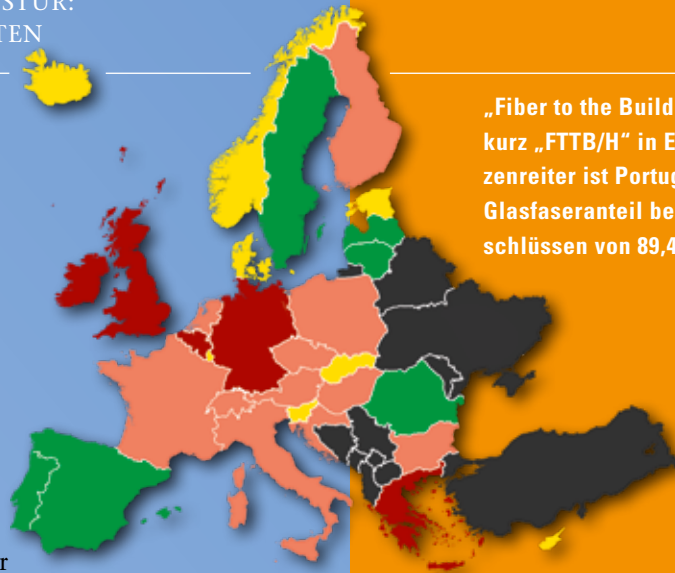 STUR:
TEN
„Fiber to the Build
kurz „FTTB/H“ in E
zenreiter ist Portug
Glasfaseranteil be
schlüssen von 89,4
r